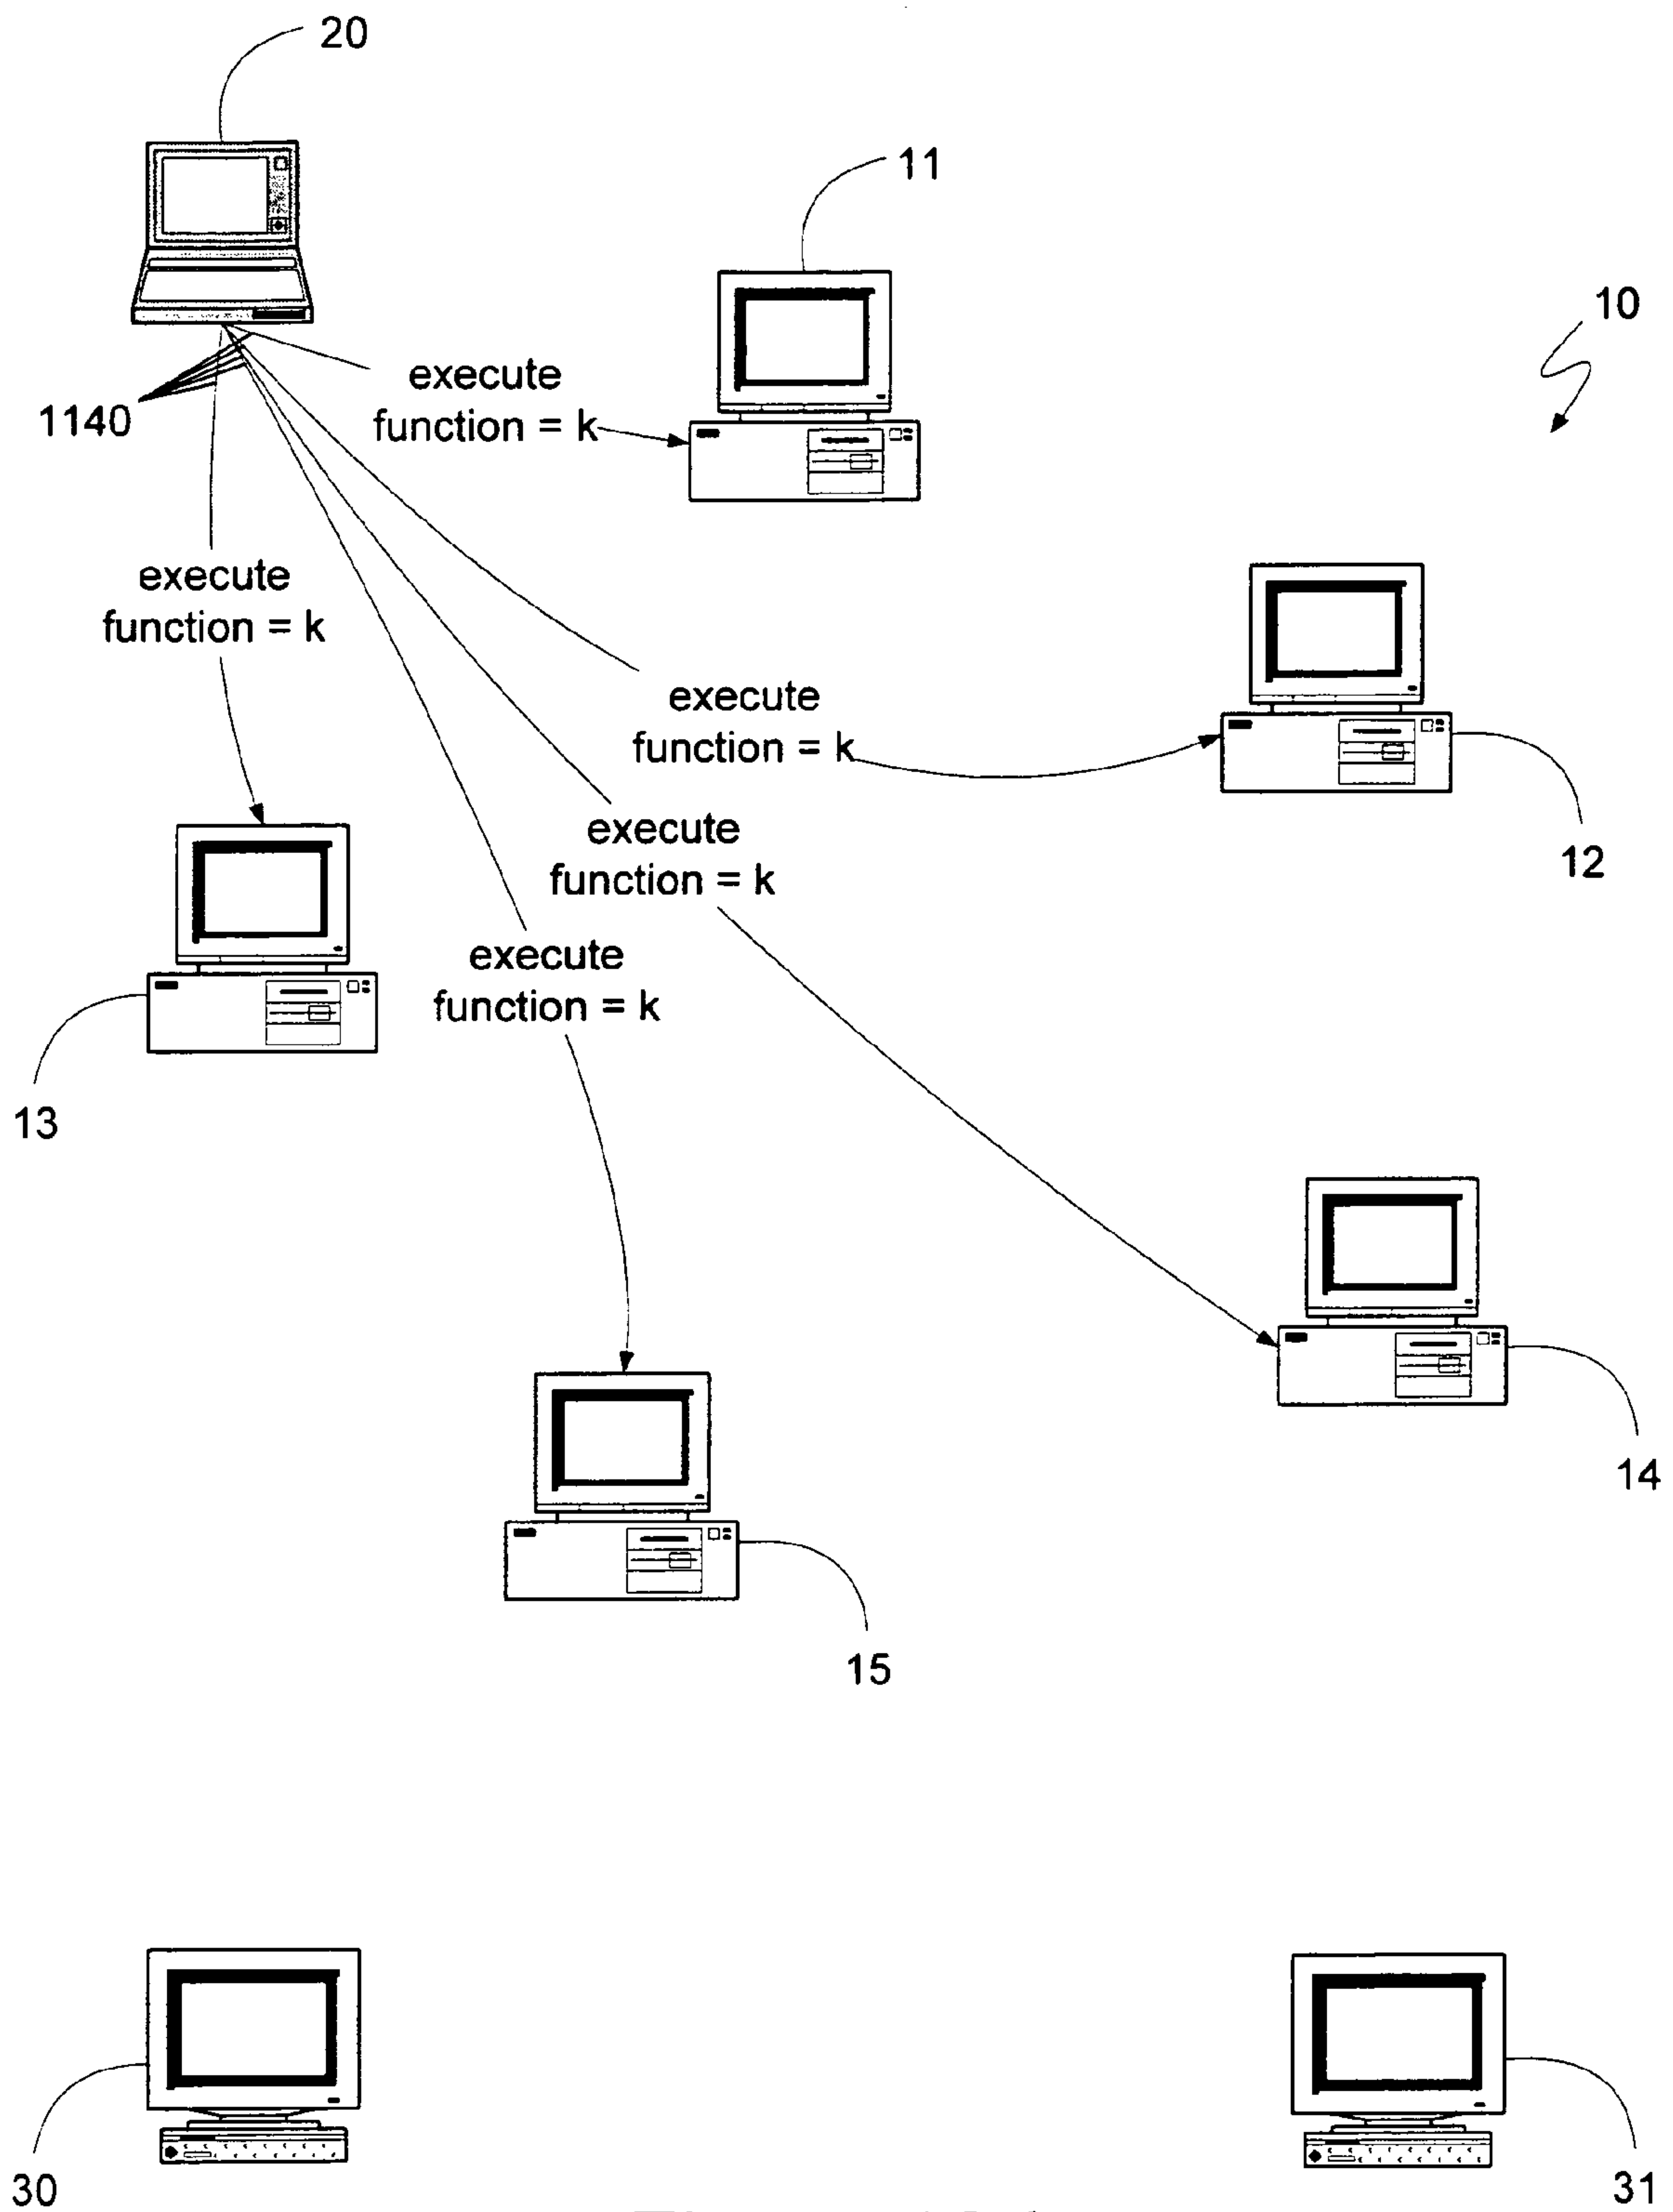 20
11
10
1140
execute
function = k
execute
function = k
execute
function = k
12
execute
function = k
execute
function = k
13
14
15
30
31